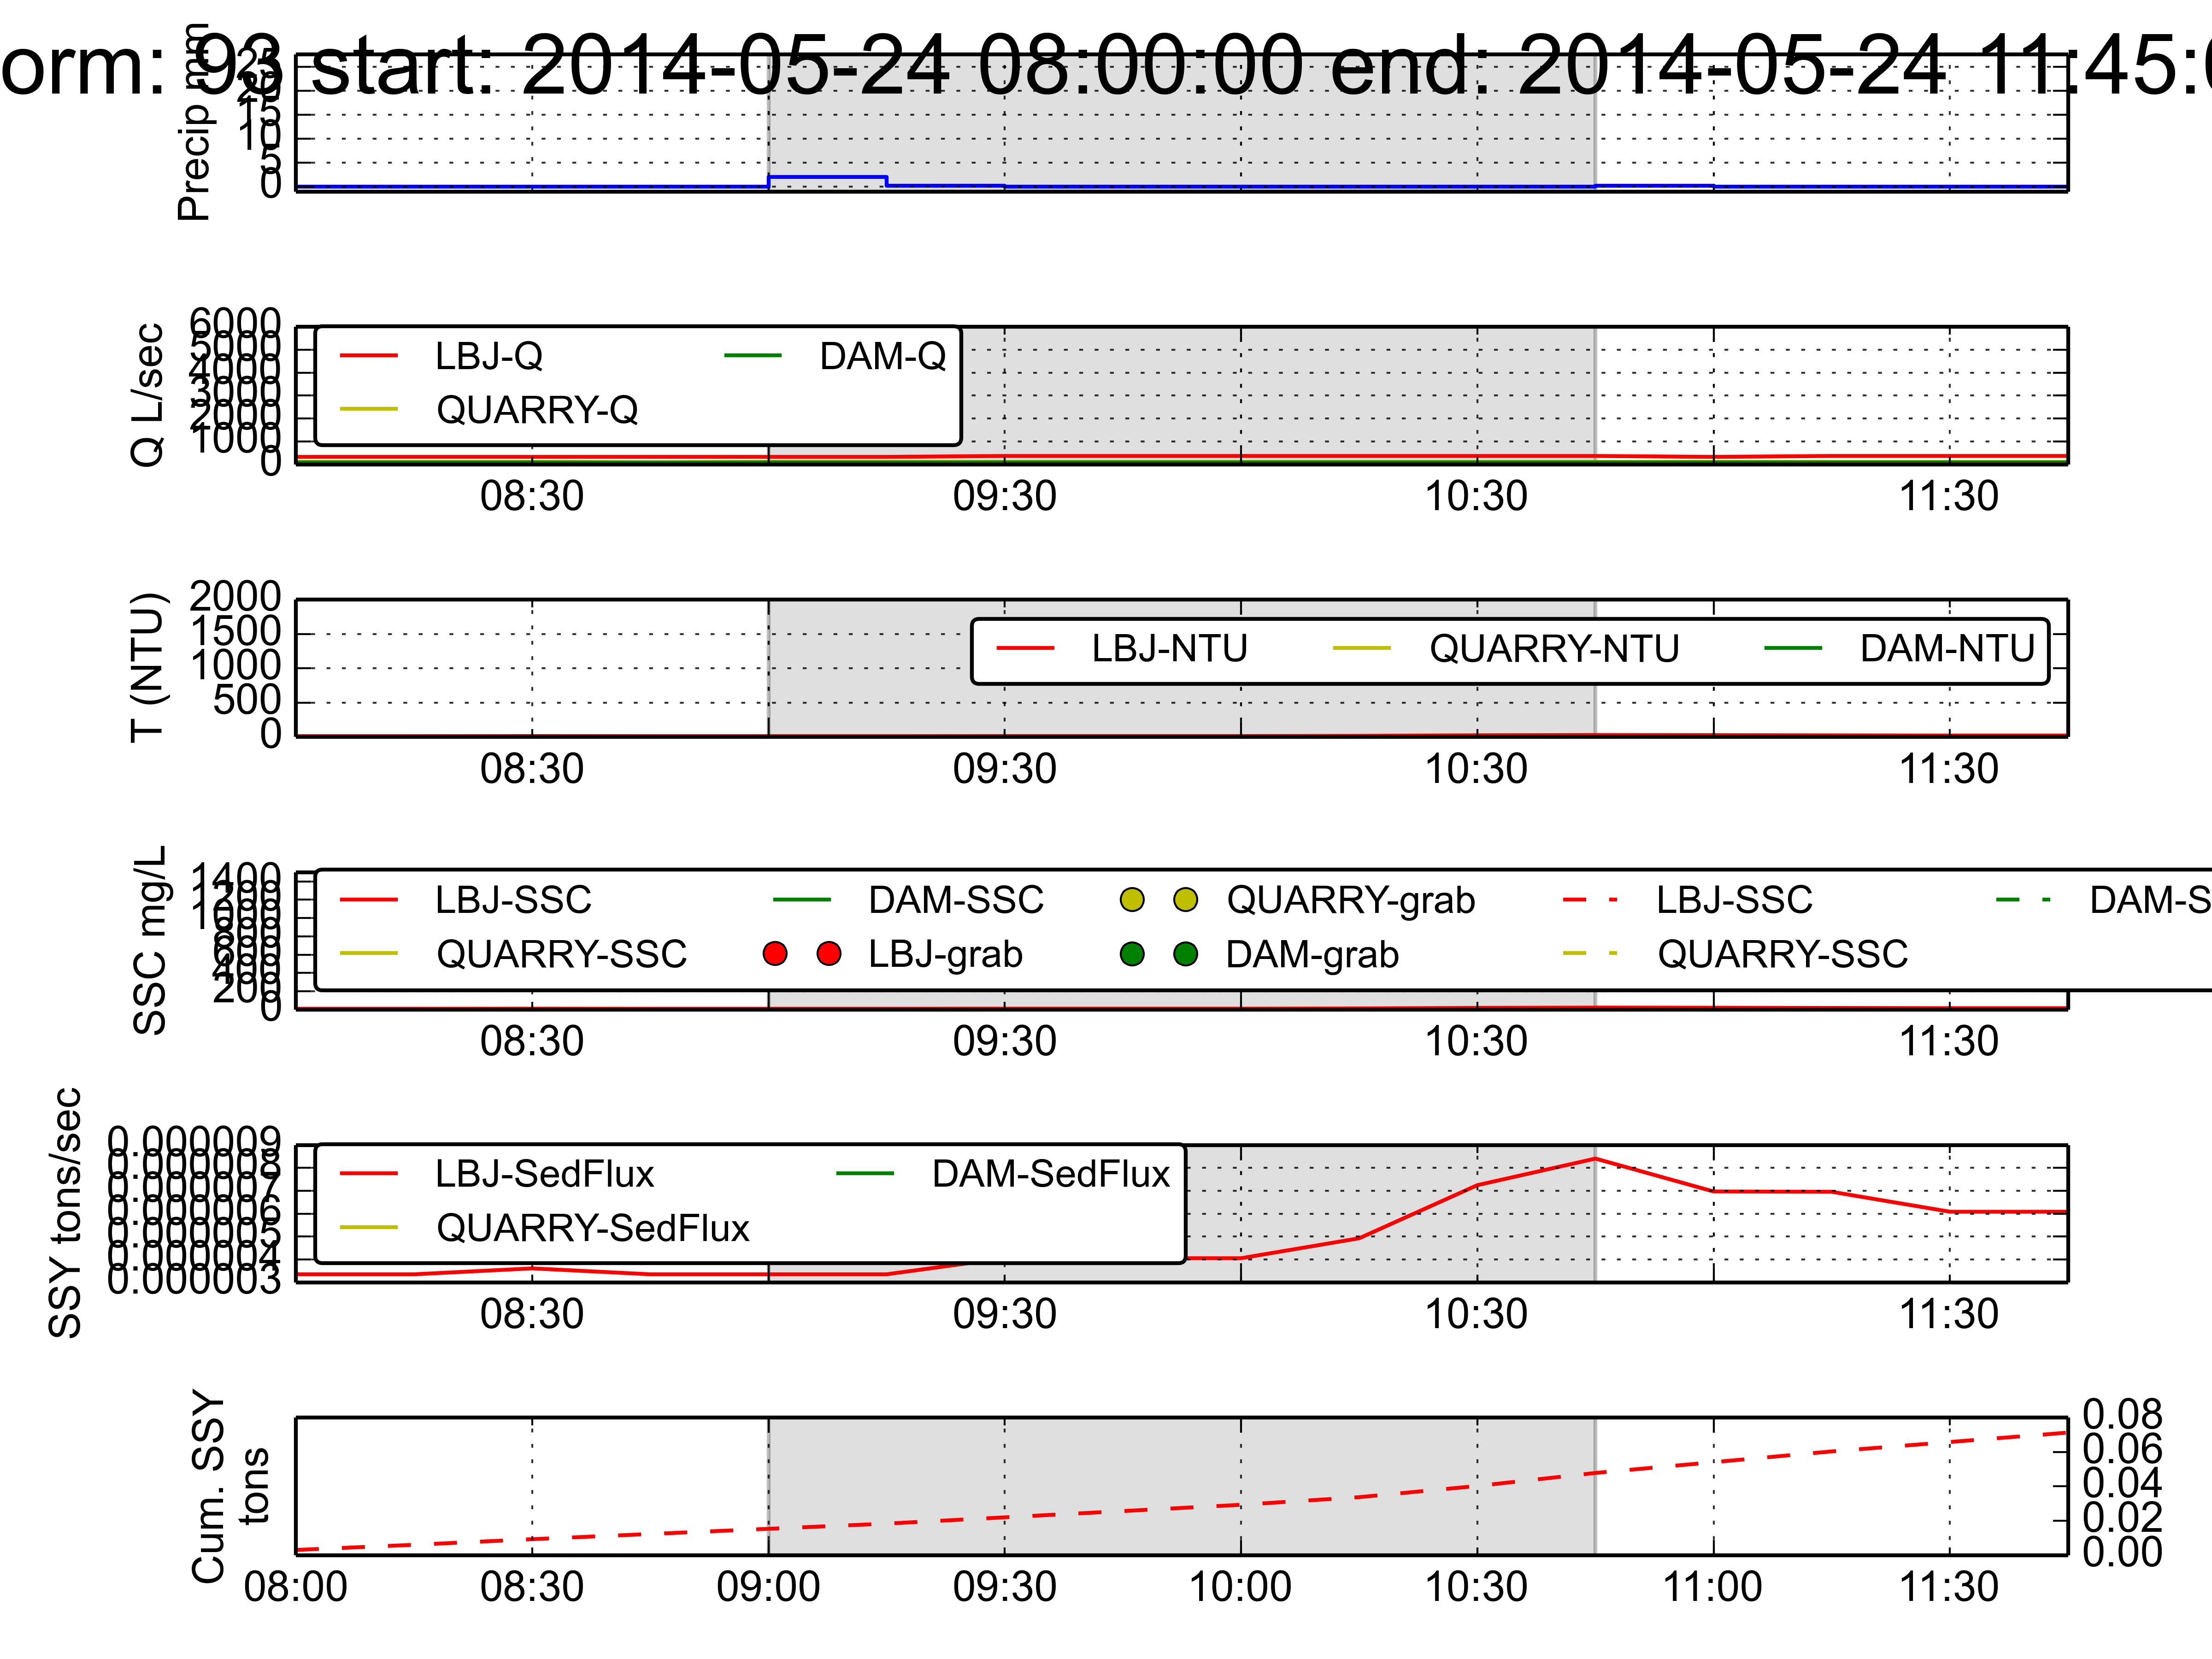 orm: 93 start: 2014-05-24 08:00:00 end: 2014-05-24 11:45:0
Precip mm
25
20
15
10
5
0
Q L/sec
6000
5000
4000
3000
2000
1000
0
LBJ-Q DAM-Q
QUARRY-Q
08:30 09:30 10:30 11:30
T (NTU)
2000
1500
1000
500
0
LBJ-NTU QUARRY-NTU DAM-NTU
08:30 09:30 10:30 11:30
SSC mg/L
1400
1200
1000
800
600
400
200
0
LBJ-SSC DAM-SSC QUARRY-grab LBJ-SSC DAM-S
QUARRY-SSC LBJ-grab DAM-grab QUARRY-SSC
08:30 09:30 10:30 11:30
SSY tons/sec
0.000009
0.000008
0.000007
0.000006
0.000005
0.000004
0.000003
LBJ-SedFlux DAM-SedFlux
QUARRY-SedFlux
08:30 09:30 10:30 11:30
Cum. SSY
tons
0.08
0.06
0.04
0.02
0.00
08:00 08:30 09:00 09:30 10:00 10:30 11:00 11:30